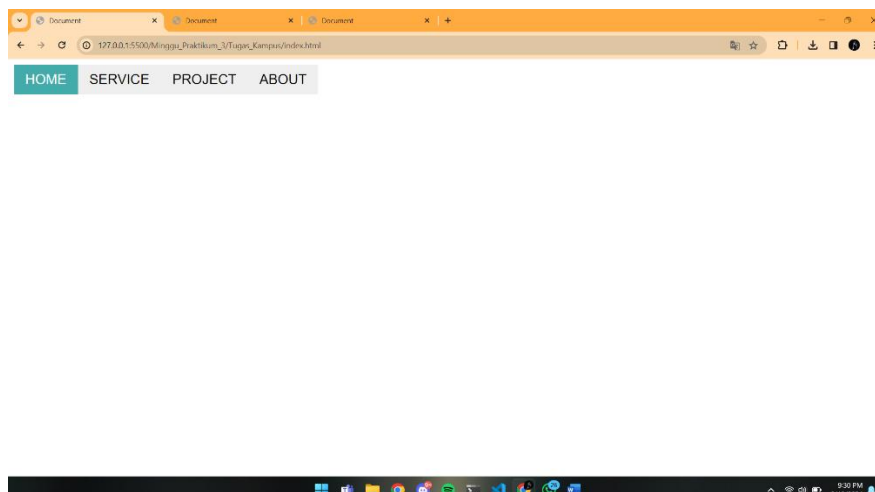 Document Document Document
127.0.0.1:5500/Minggu_Praktikum_3/Tugas_Kampus/index.html
HOME SERVICE PROJECT ABOUT
9:30 PM